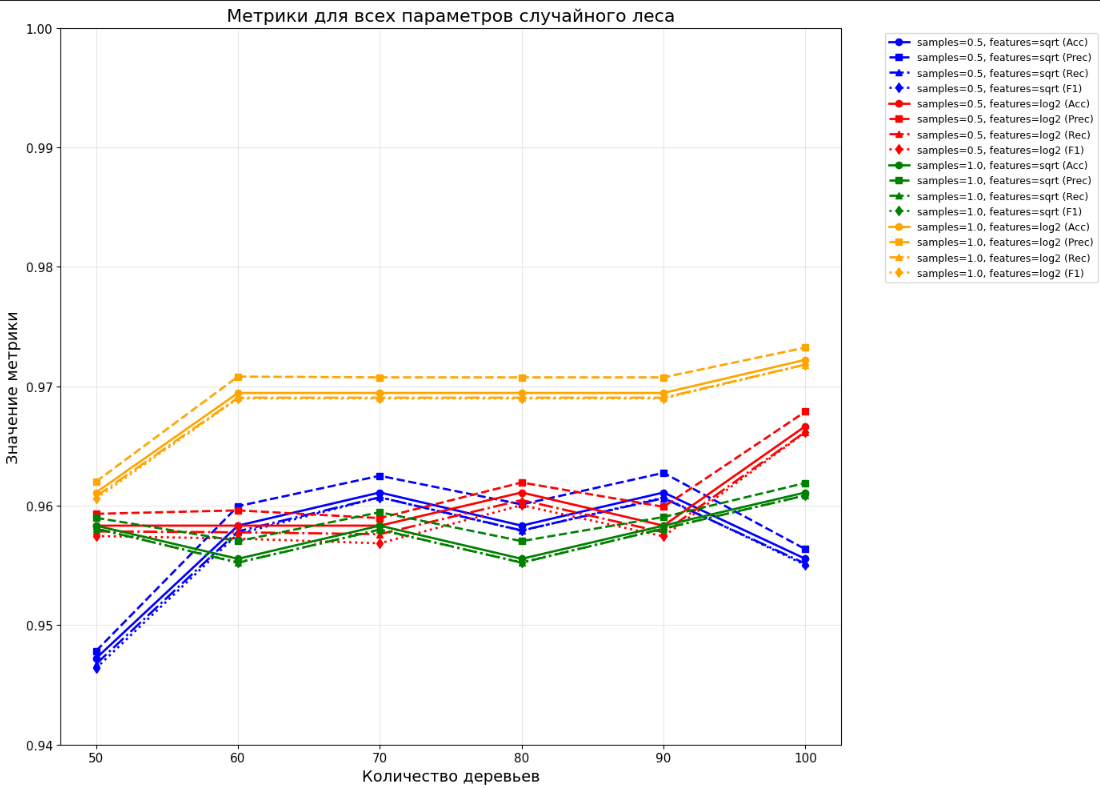 Метрики для всех параметров случайного леса
1.00
0.99
0.98
0.97
0.96
0.95
0.94
Значение метрики
50 60 70 80 90 100
Количество деревьев
samples=0.5, features=sqrt (Acc)
samples=0.5, features=sqrt (Prec)
samples=0.5, features=sqrt (Rec)
samples=0.5, features=sqrt (F1)
samples=0.5, features=log2 (Acc)
samples=0.5, features=log2 (Prec)
samples=0.5, features=log2 (Rec)
samples=0.5, features=log2 (F1)
samples=1.0, features=sqrt (Acc)
samples=1.0, features=sqrt (Prec)
samples=1.0, features=sqrt (Rec)
samples=1.0, features=sqrt (F1)
samples=1.0, features=log2 (Acc)
samples=1.0, features=log2 (Prec)
samples=1.0, features=log2 (Rec)
samples=1.0, features=log2 (F1)